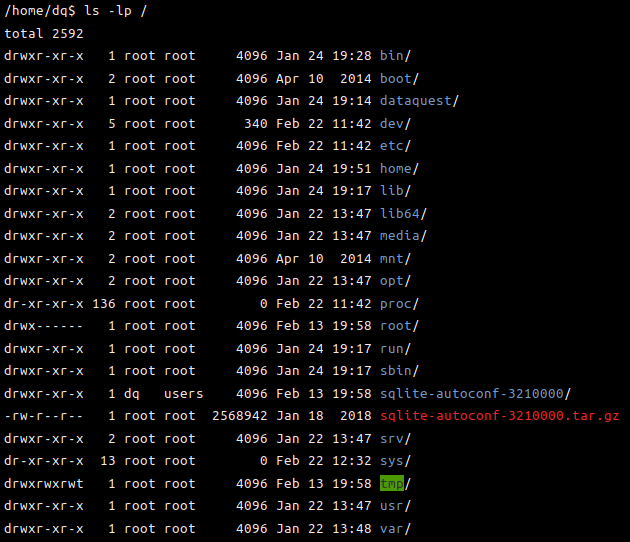 /home/dq$ ls -lp /
total 2592
drwxr-xr-x   1 root root     4096 Jan 24 19:28 bin/
drwxr-xr-x   2 root root     4096 Apr 10  2014 boot/
drwxr-xr-x   1 root root     4096 Jan 24 19:14 dataquest/
drwxr-xr-x   5 root root      340 Feb 22 11:42 dev/
drwxr-xr-x   1 root root     4096 Feb 22 11:42 etc/
drwxr-xr-x   1 root root     4096 Jan 24 19:51 home/
drwxr-xr-x   1 root root     4096 Jan 24 19:17 lib/
drwxr-xr-x   2 root root     4096 Jan 22 13:47 lib64/
drwxr-xr-x   2 root root     4096 Jan 22 13:47 media/
drwxr-xr-x   2 root root     4096 Apr 10  2014 mnt/
drwxr-xr-x   2 root root     4096 Jan 22 13:47 opt/
dr-xr-xr-x 136 root root        0 Feb 22 11:42 proc/
drwx------   1 root root     4096 Feb 13 19:58 root/
drwxr-xr-x   1 root root     4096 Jan 24 19:17 run/
drwxr-xr-x   1 root root     4096 Jan 24 19:17 sbin/
drwxr-xr-x   1 dq   users    4096 Feb 13 19:58 sqlite-autoconf-3210000/
-rw-r--r--   1 root root  2568942 Jan 18  2018 sqlite-autoconf-3210000.tar.gz
drwxr-xr-x   2 root root     4096 Jan 22 13:47 srv/
dr-xr-xr-x  13 root root        0 Feb 22 12:32 sys/
drwxrwxrwt   1 root root     4096 Feb 13 19:58 tmp/
drwxr-xr-x   1 root root     4096 Jan 22 13:47 usr/
drwxr-xr-x   1 root root     4096 Jan 22 13:48 var/